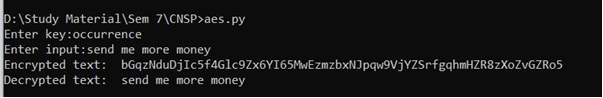 D:\Study Material\Sem 7\CNSP>aes.py
Enter key:occurrence
Enter input:send me more money
Encrypted text:  bGqzNduDjIc5f4Glc9Zx6YI65MwEzmzbxNJpqw9VjYZSrfgqhmHZR8zXoZvGZRo5
Decrypted text:  send me more money